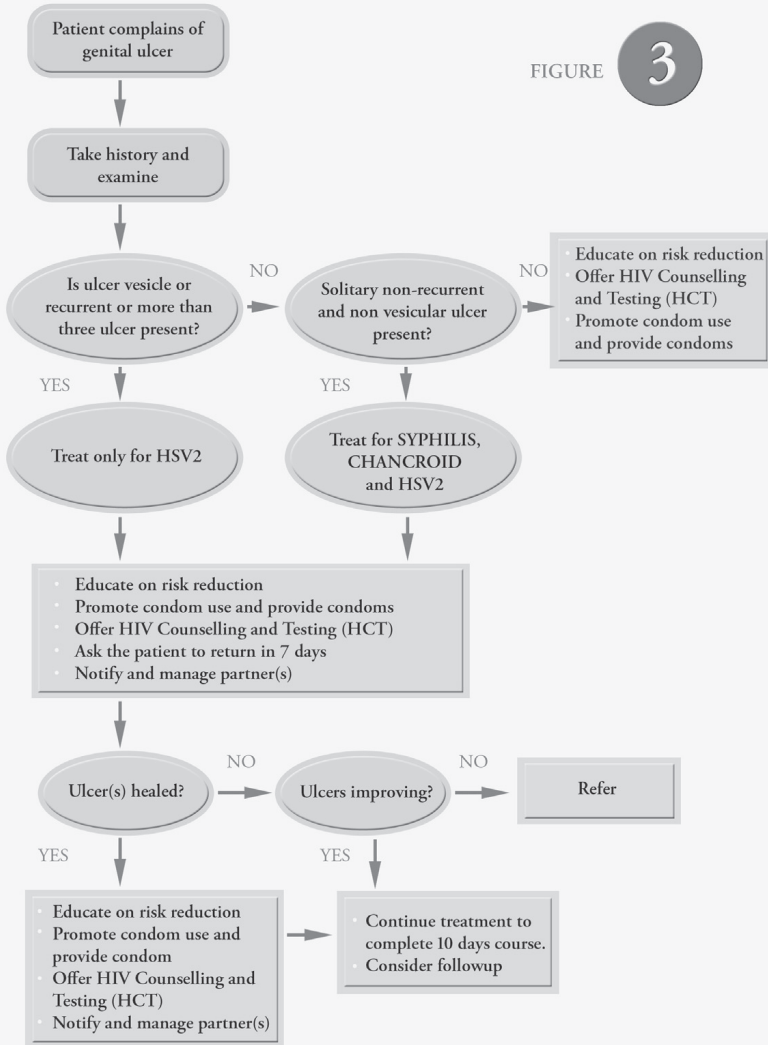 Patient complains of
genital ulcer
FIGURE 3
Take history and
examine
Is ulcer vesicle or
recurrent or more than
three ulcer present?
NO
Solitary non-recurrent
and non vesicular ulcer
present?
NO
Educate on risk reduction
Offer HIV Counselling
and Testing (HCT)
Promote condom use
and provide condoms
YES
YES
Treat only for HSV2
Treat for SYPHILIS,
CHANCROID
and HSV2
Educate on risk reduction
Promote condom use and provide condoms
Offer HIV Counselling and Testing (HCT)
Ask the patient to return in 7 days
Notify and manage partner(s)
Ulcer(s) healed?
NO
Ulcers improving?
NO
Refer
YES
YES
Educate on risk reduction
Promote condom use and
provide condom
Offer HIV Counselling and
Testing (HCT)
Notify and manage partner(s)
Continue treatment to
complete 10 days course.
Consider followup